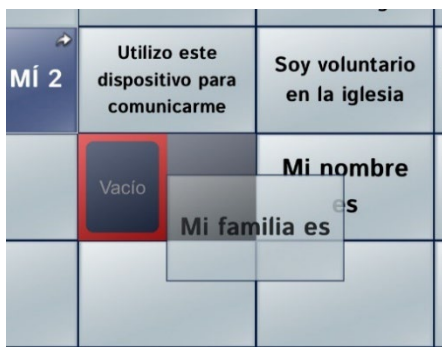 MÍ 2
Utilizo este
dispositivo para
comunicarme
Soy voluntario
en la iglesia
Vacío
Mi nombre
es
Mi familia es